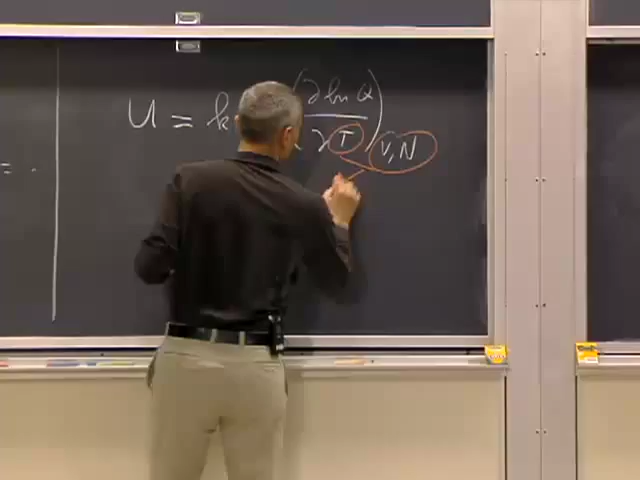 U = k (∂ ln Q / ∂ T) V, N
= .